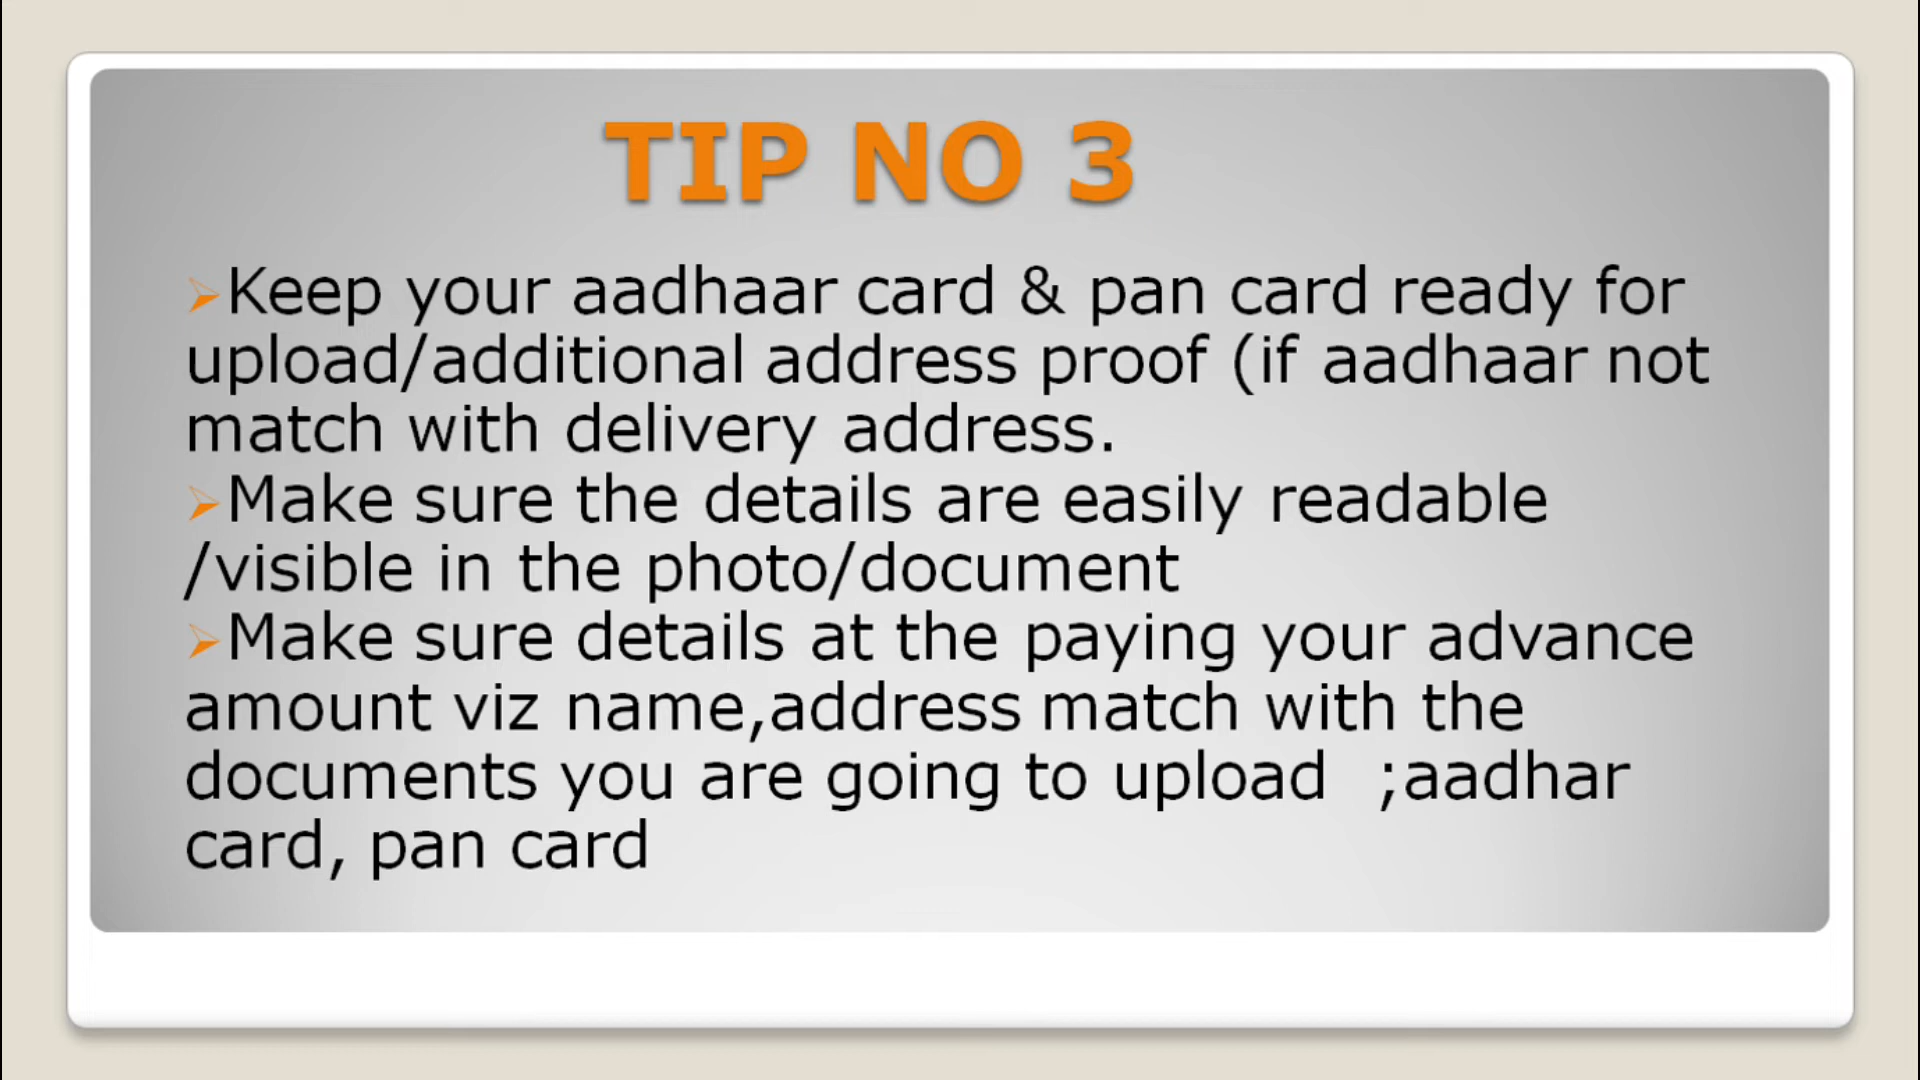 TIP NO 3
➢Keep your aadhaar card & pan card ready for
upload/additional address proof (if aadhaar not
match with delivery address.
➢Make sure the details are easily readable
/visible in the photo/document
➢Make sure details at the paying your advance
amount viz name,address match with the
documents you are going to upload  ;aadhar
card, pan card